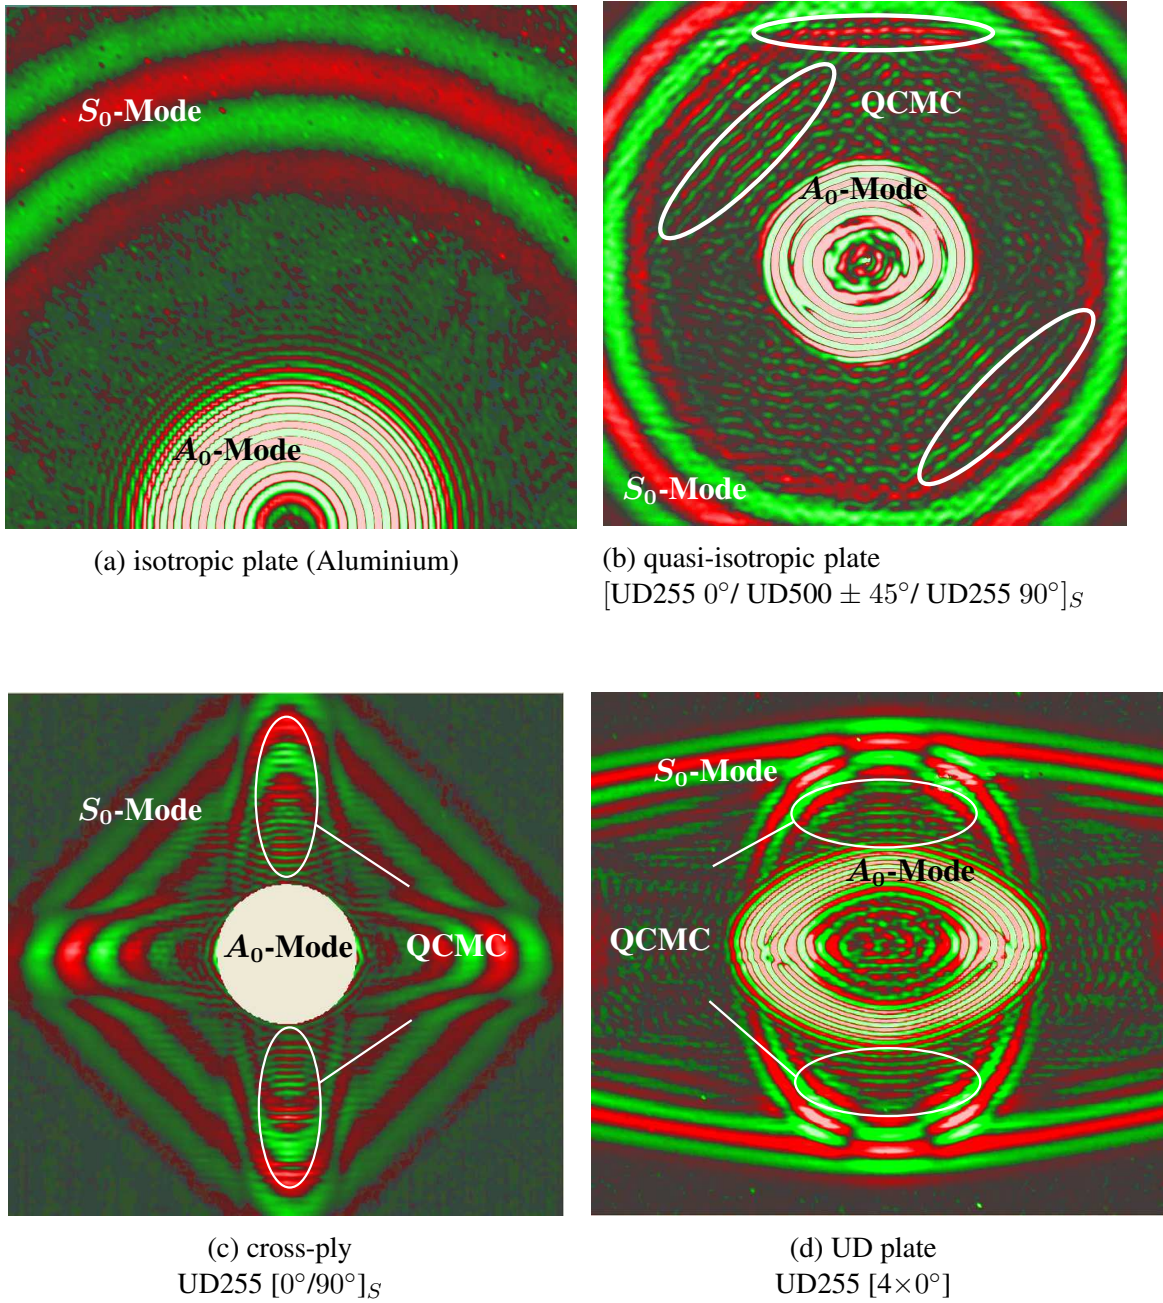 S₀-Mode
A₀-Mode
(a) isotropic plate (Aluminium)
QCMC
A₀-Mode
S₀-Mode
(b) quasi-isotropic plate
[UD255 0°/ UD500 ± 45°/ UD255 90°]S
S₀-Mode
A₀-Mode
QCMC
(c) cross-ply
UD255 [0°/90°]S
S₀-Mode
A₀-Mode
QCMC
(d) UD plate
UD255 [4×0°]